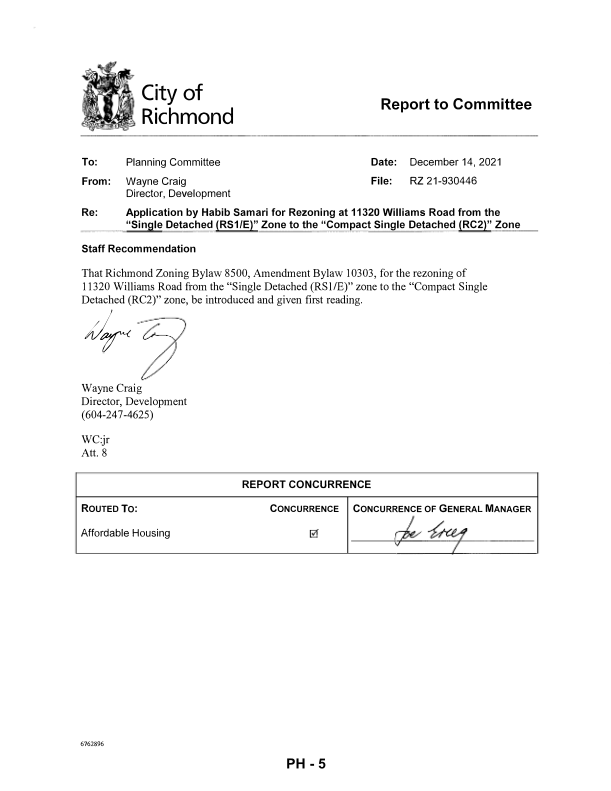 City of
Richmond
Report to Committee
To: Planning Committee Date: December 14, 2021
From: Wayne Craig File: RZ 21-930446
Director, Development
Re: Application by Habib Samari for Rezoning at 11320 Williams Road from the
“Single Detached (RS1/E)” Zone to the “Compact Single Detached (RC2)” Zone
Staff Recommendation
That Richmond Zoning Bylaw 8500, Amendment Bylaw 10303, for the rezoning of
11320 Williams Road from the “Single Detached (RS1/E)” zone to the “Compact Single
Detached (RC2)” zone, be introduced and given first reading.
Wayne Craig
Wayne Craig
Director, Development
(604-247-4625)
WC:jr
Att. 8
REPORT CONCURRENCE
ROUTED TO: CONCURRENCE CONCURRENCE OF GENERAL MANAGER
Affordable Housing ☑ Joe Erceg
6762896
PH - 5